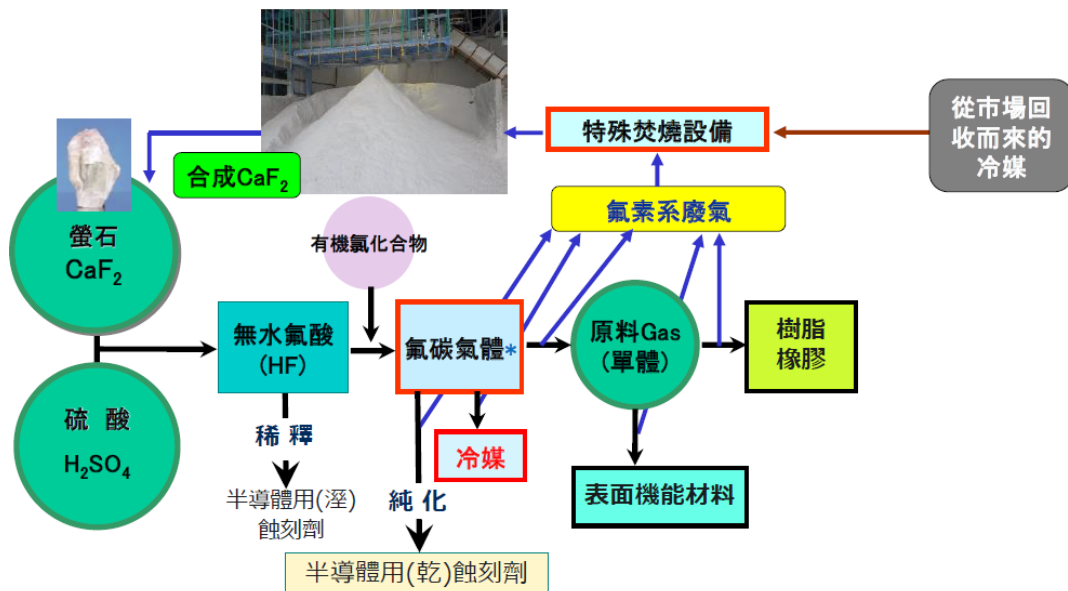 從市場回
收而來的
冷媒
特殊焚燒設備
合成CaF₂
氟素系廢氣
螢石
CaF₂
有機氯化合物
無水氟酸
(HF)
氟碳氣體*
原料Gas
(單體)
樹脂
橡膠
硫 酸
H₂SO₄
稀 釋
冷媒
半導體用(溼)
蝕刻劑
純 化
表面機能材料
半導體用(乾)蝕刻劑